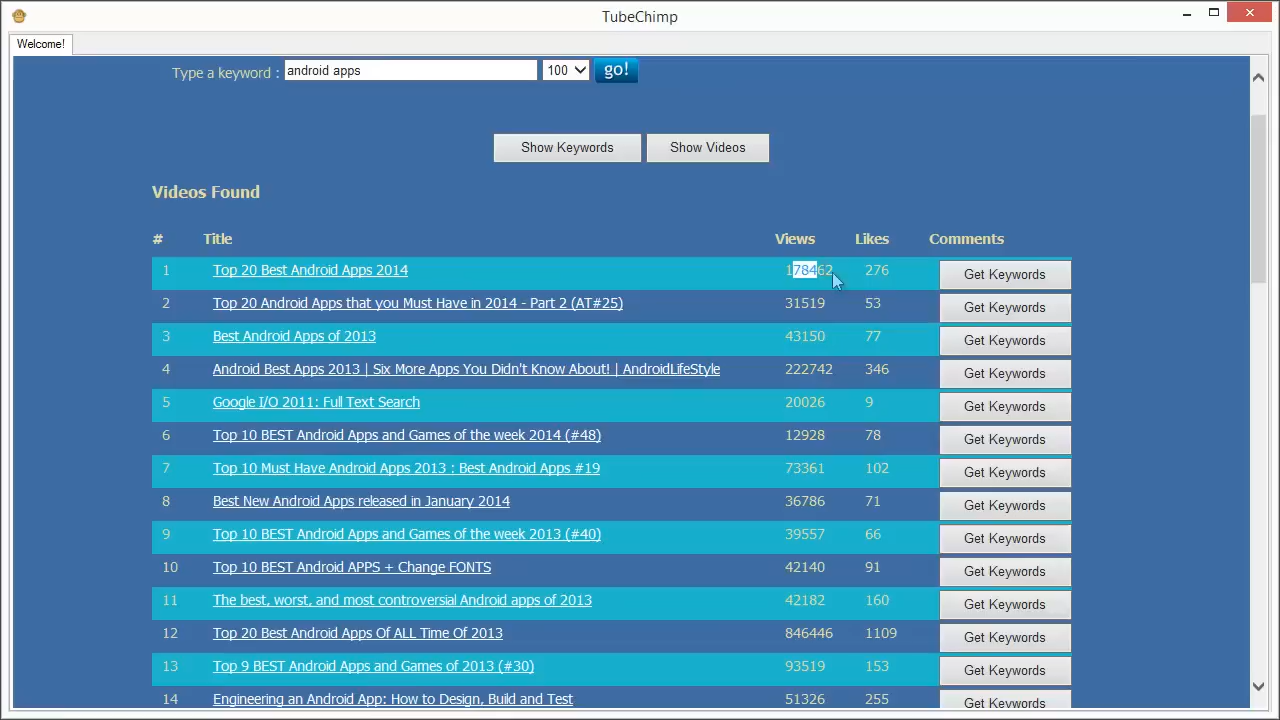 TubeChimp
Welcome!
Type a keyword : android apps 100 go!
Show Keywords Show Videos
Videos Found
# Title Views Likes Comments
1 Top 20 Best Android Apps 2014 178462 276 Get Keywords
2 Top 20 Android Apps that you Must Have in 2014 - Part 2 (AT#25) 31519 53 Get Keywords
3 Best Android Apps of 2013 43150 77 Get Keywords
4 Android Best Apps 2013 | Six More Apps You Didn't Know About! | AndroidLifeStyle 222742 346 Get Keywords
5 Google I/O 2011: Full Text Search 20026 9 Get Keywords
6 Top 10 BEST Android Apps and Games of the week 2014 (#48) 12928 78 Get Keywords
7 Top 10 Must Have Android Apps 2013 ; Best Android Apps #19 73361 102 Get Keywords
8 Best New Android Apps released in January 2014 36786 71 Get Keywords
9 Top 10 BEST Android Apps and Games of the week 2013 (#40) 39557 66 Get Keywords
10 Top 10 BEST Android APPS + Change FONTS 42140 91 Get Keywords
11 The best, worst, and most controversial Android apps of 2013 42182 160 Get Keywords
12 Top 20 Best Android Apps Of ALL Time Of 2013 846446 1109 Get Keywords
13 Top 9 BEST Android Apps and Games of 2013 (#30) 93519 153 Get Keywords
14 Engineering an Android App: How to Design, Build and Test 51326 255 Get Keywords